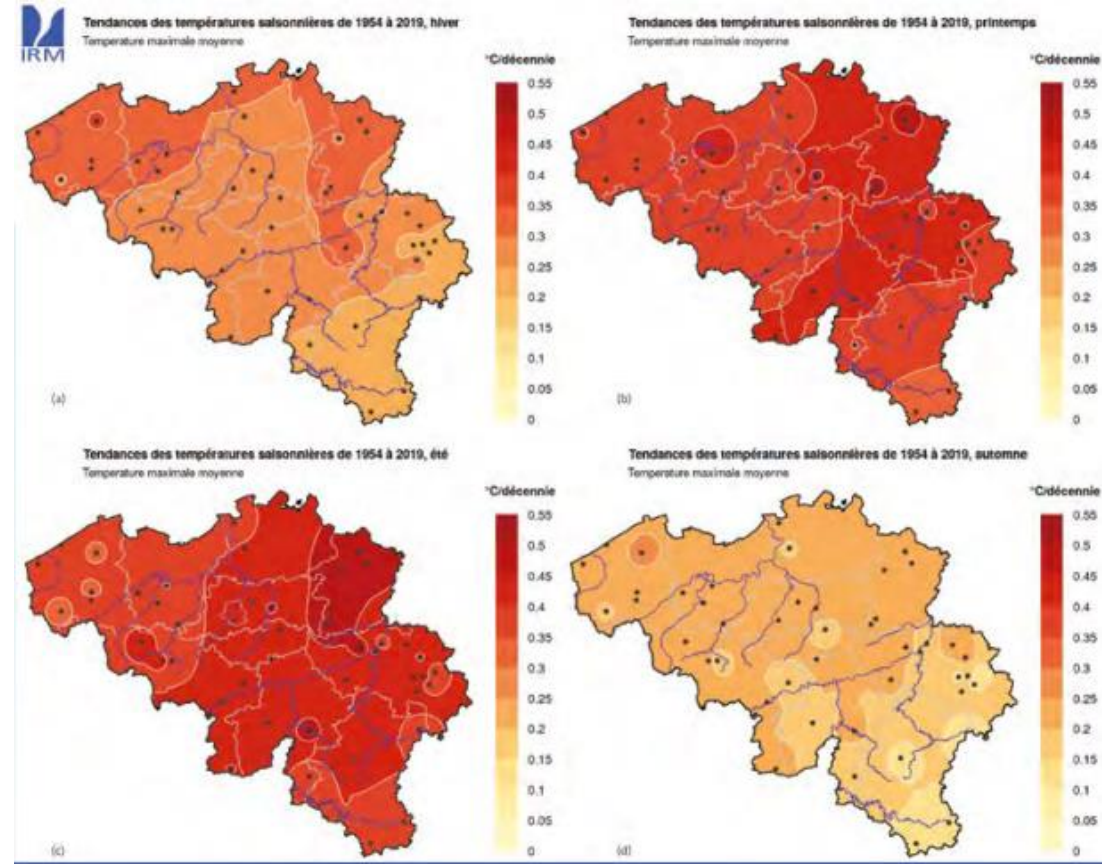 IRM
Tendances des températures saisonnières de 1954 à 2019, hiver
Temperature maximale moyenne
°C/décennie
0.55
0.5
0.45
0.4
0.35
0.3
0.25
0.2
0.15
0.1
0.05
0
(a)
Tendances des températures saisonnières de 1954 à 2019, printemps
Temperature maximale moyenne
°C/décennie
0.55
0.5
0.45
0.4
0.35
0.3
0.25
0.2
0.15
0.1
0.05
0
(b)
Tendances des températures saisonnières de 1954 à 2019, été
Temperature maximale moyenne
°C/décennie
0.55
0.5
0.45
0.4
0.35
0.3
0.25
0.2
0.15
0.1
0.05
0
(c)
Tendances des températures saisonnières de 1954 à 2019, automne
Temperature maximale moyenne
°C/décennie
0.55
0.5
0.45
0.4
0.35
0.3
0.25
0.2
0.15
0.1
0.05
0
(d)